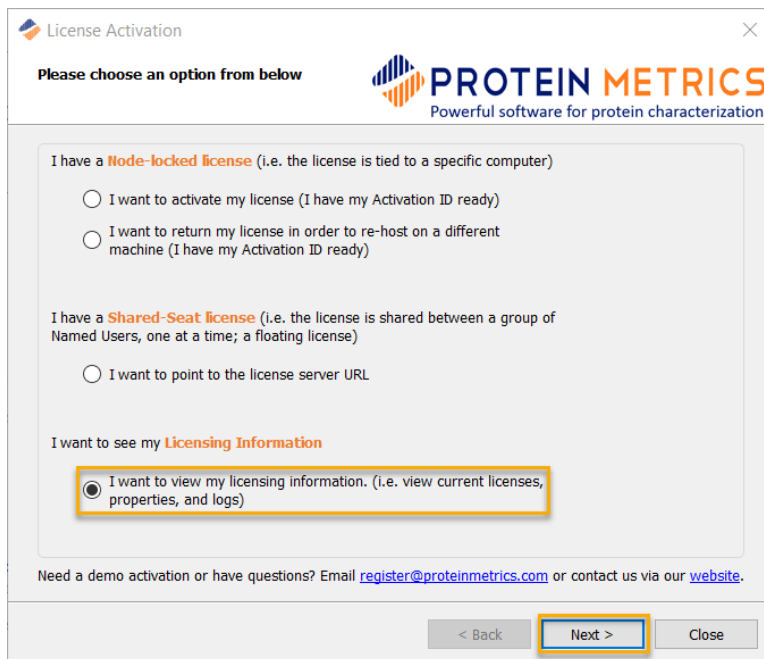 License Activation
Please choose an option from below
PROTEIN METRICS
Powerful software for protein characterization
I have a Node-locked license (i.e. the license is tied to a specific computer)
I want to activate my license (I have my Activation ID ready)
I want to return my license in order to re-host on a different
machine (I have my Activation ID ready)
I have a Shared-Seat license (i.e. the license is shared between a group of
Named Users, one at a time; a floating license)
I want to point to the license server URL
I want to see my Licensing Information
I want to view my licensing information. (i.e. view current licenses,
properties, and logs)
Need a demo activation or have questions? Email register@proteinmetrics.com or contact us via our website.
< Back
Next >
Close